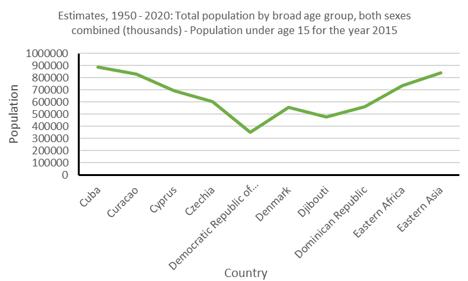 Estimates, 1950 - 2020: Total population by broad age group, both sexes
combined (thousands) - Population under age 15 for the year 2015
1000000
900000
800000
700000
600000
500000
400000
300000
200000
100000
0
Population
Cuba
Curacao
Cyprus
Czechia
Democratic Republic of...
Denmark
Djibouti
Dominican Republic
Eastern Africa
Eastern Asia
Country